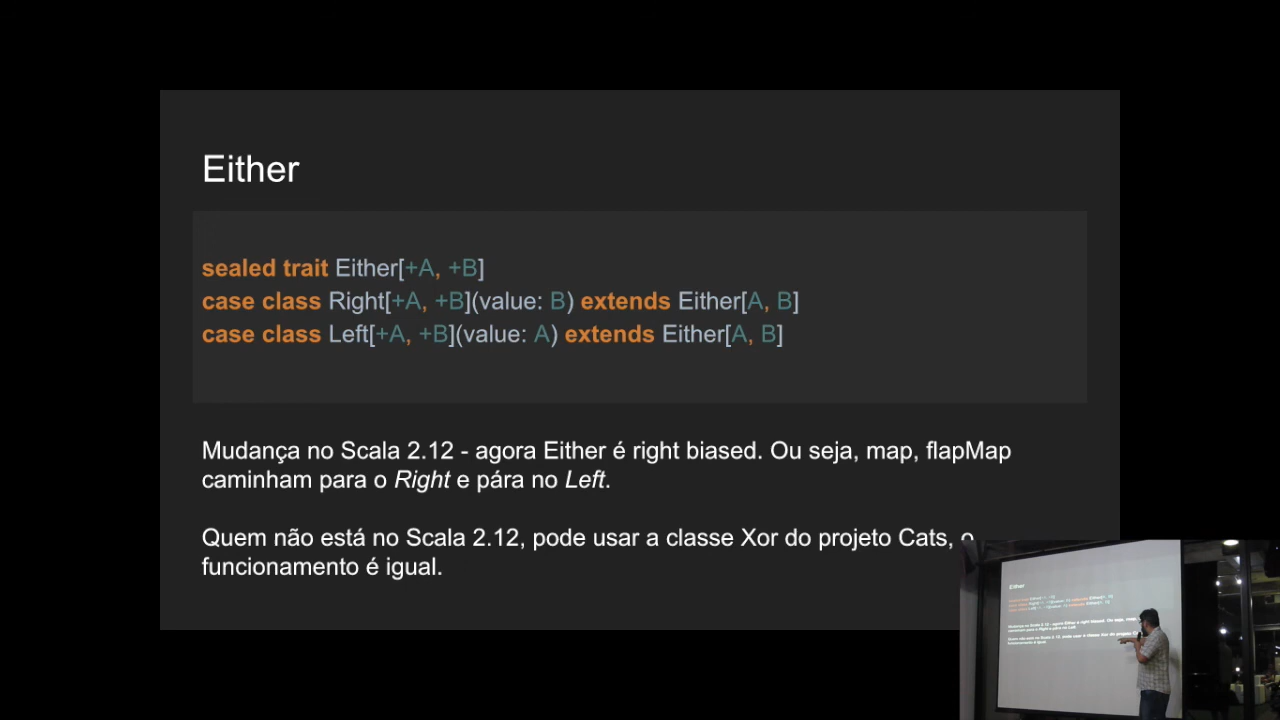 Either
sealed trait Either[+A, +B]
case class Right[+A, +B](value: B) extends Either[A, B]
case class Left[+A, +B](value: A) extends Either[A, B]
Mudança no Scala 2.12 - agora Either é right biased. Ou seja, map, flapMap
caminham para o Right e pára no Left.
Quem não está no Scala 2.12, pode usar a classe Xor do projeto Cats, o
funcionamento é igual.
Either